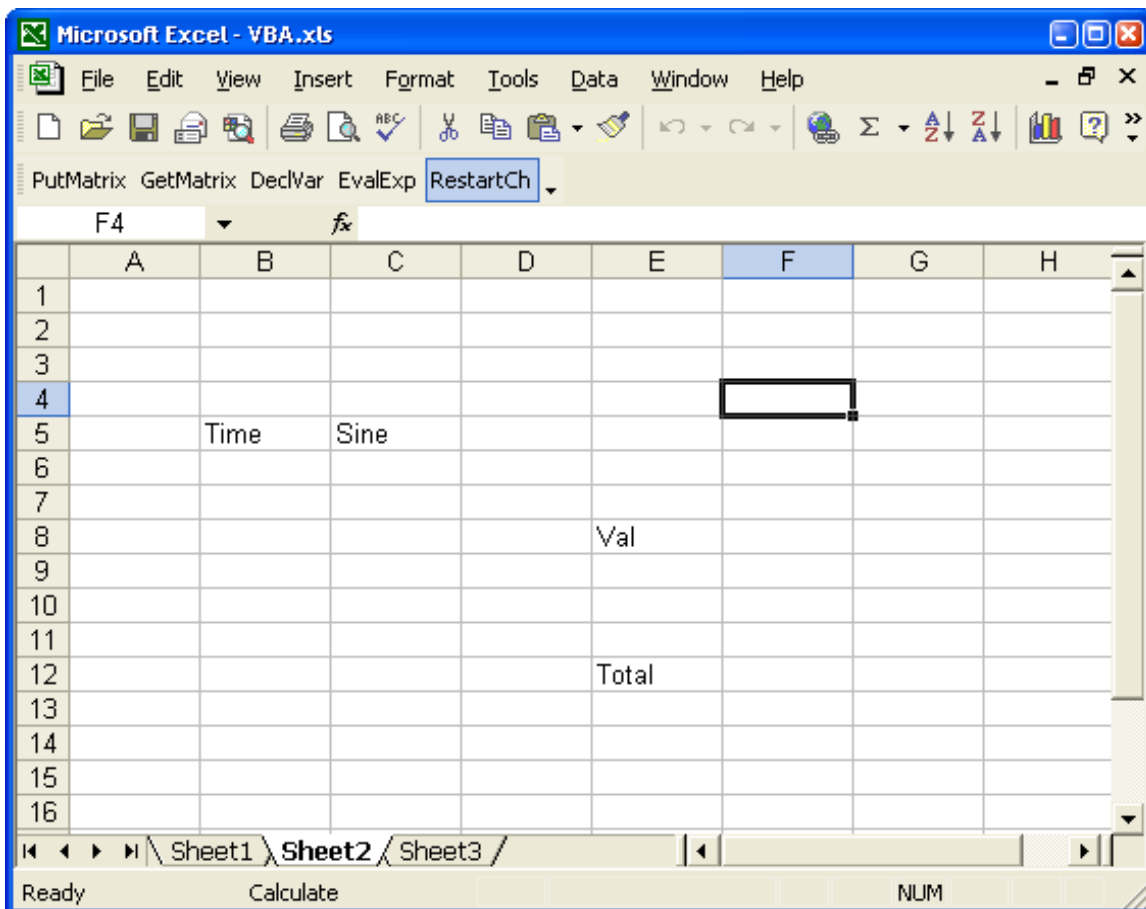 Microsoft Excel - VBA.xls
File Edit View Insert Format Tools Data Window Help
ABC Σ A Z Z A ?
PutMatrix GetMatrix DeclVar EvalExp RestartCh
F4 fx
A B C D E F G H
1
2
3
4
5 Time Sine
6
7
8 Val
9
10
11
12 Total
13
14
15
16
Sheet1 Sheet2 Sheet3
Ready Calculate NUM